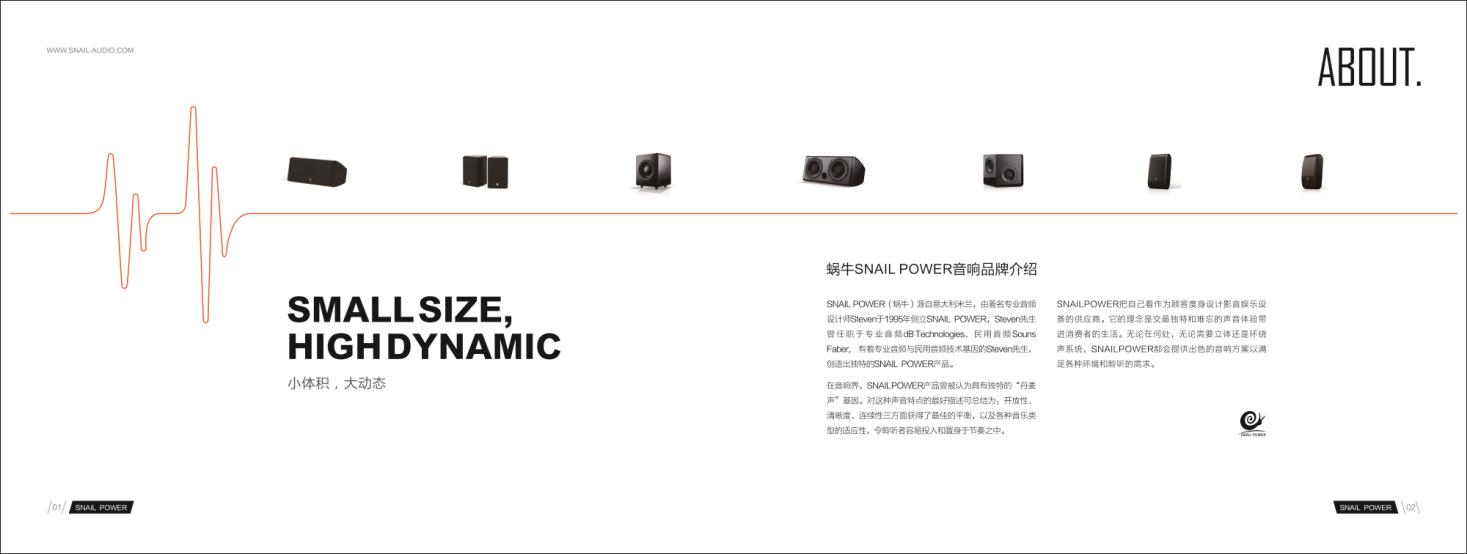 WWW.SNAIL-AUDIO.COM
ABOUT.
SMALL SIZE,
HIGH DYNAMIC
小体积，大动态
蜗牛SNAIL POWER音响品牌介绍
SNAIL POWER（蜗牛）源自意大利米兰，由著名专业音频
设计师Steven于1995年创立SNAIL POWER，Steven先生
曾任职于专业音频dB Technologies、民用音频Souns
Faber， 有着专业音频与民用音频技术基因的Steven先生，
创造出独特的SNAIL POWER产品。
在音响界，SNAILPOWER产品曾被认为具有独特的“丹麦
声”基因。对这种声音特点的最好描述可总结为：开放性、
清晰度、连续性三方面获得了最佳的平衡，以及各种音乐类
型的适应性，令聆听者容易投入和置身于节奏之中。
SNAILPOWER把自己看作为顾客度身设计影音娱乐设
备的供应商。它的理念是交最独特和难忘的声音体验带
进消费者的生活。无论在何处，无论需要立体还是环绕
声系统，SNAILPOWER都会提供出色的音响方案以满
足各种环境和聆听的需求。
SNAIL POWER
/01/ SNAIL POWER
SNAIL POWER \02\